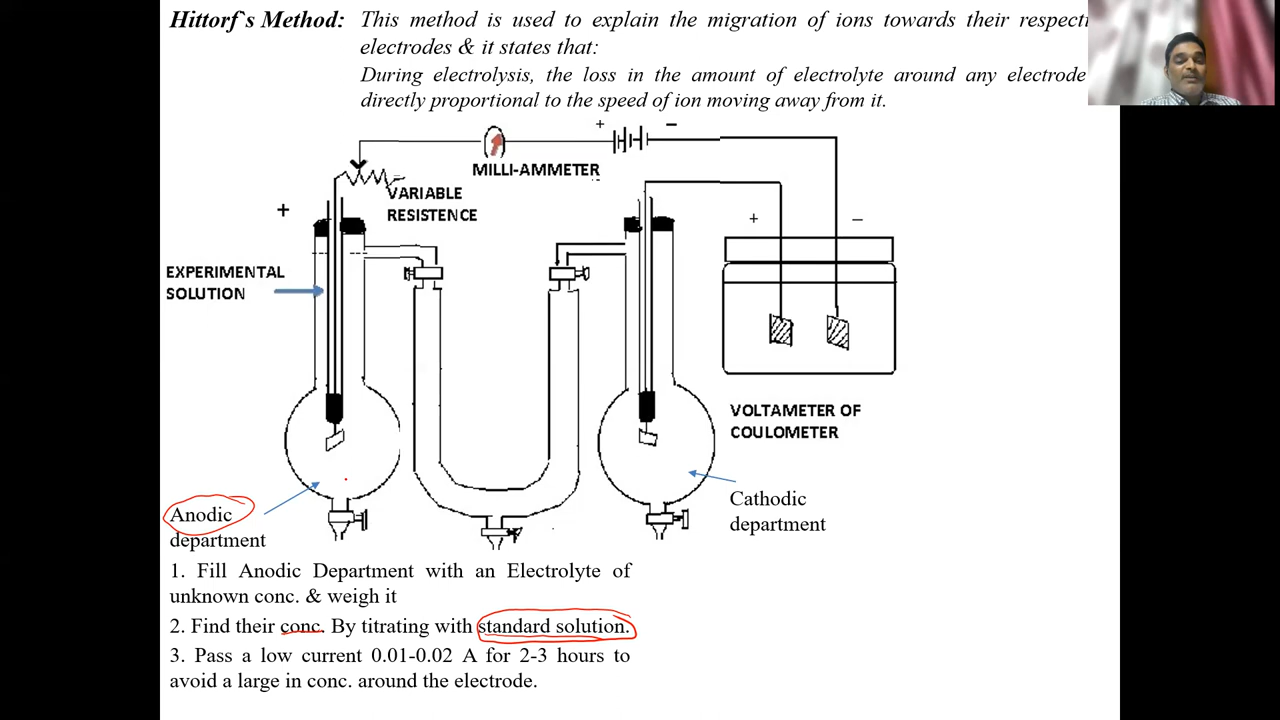 Hittorf`s Method: This method is used to explain the migration of ions towards their
electrodes & it states that:
During electrolysis, the loss in the amount of electrolyte around any electrode
directly proportional to the speed of ion moving away from it.
+ −
MILLI-AMMETER
VARIABLE
RESISTENCE
+
+ −
EXPERIMENTAL
SOLUTION
VOLTAMETER OF
COULOMETER
Cathodic
department
Anodic
department
1. Fill Anodic Department with an Electrolyte of
unknown conc. & weigh it
2. Find their conc. By titrating with standard solution.
3. Pass a low current 0.01-0.02 A for 2-3 hours to
avoid a large in conc. around the electrode.